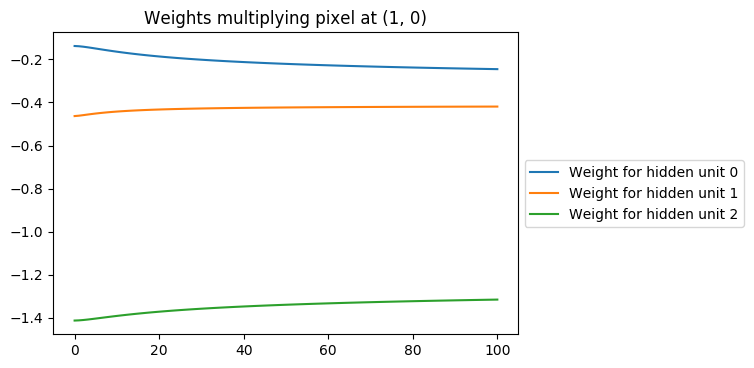 Weights multiplying pixel at (1, 0)
−0.2
−0.4
−0.6
−0.8
−1.0
−1.2
−1.4
0 20 40 60 80 100
Weight for hidden unit 0
Weight for hidden unit 1
Weight for hidden unit 2